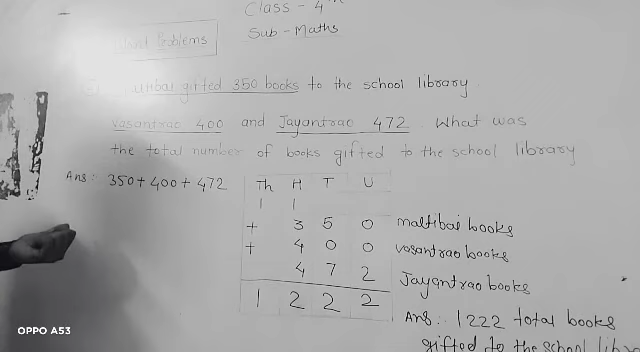 Class - 4th
Sub - Maths
Word Problems
gifted 350 books to the school library.
Vasantrao 400 and Jayantrao 472. What was
the total number of books gifted to the school library
Ans: 350 + 400 + 472
Th H T U
1 1
+ 3 5 0 maltibai books
+ 4 0 0 vasantrao books
4 7 2 Jayantrao books
1 2 2 2
Ans: 1222 total books
gifted to the school
OPPO A53